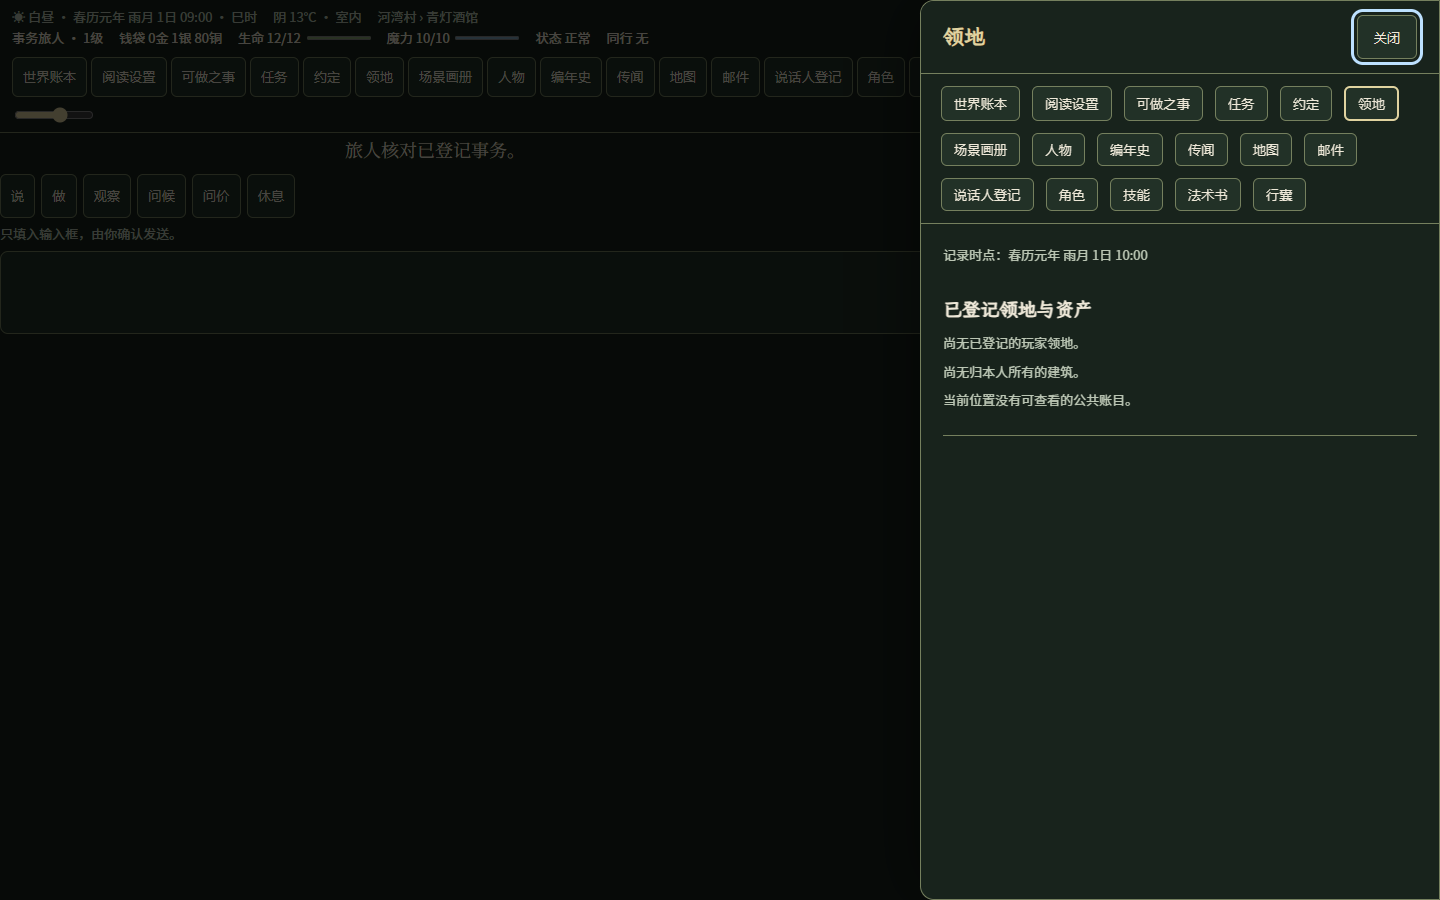 ☀ 白昼 · 春历元年 雨月 1日 09:00 · 巳时 阴 13°C · 室内 河湾村 › 青灯酒馆
事务旅人 · 1级 钱袋 0金 1银 80铜 生命 12/12 魔力 10/10 状态 正常 同行 无
世界账本 阅读设置 可做之事 任务 约定 领地 场景画册 人物 编年史 传闻 地图 邮件 说话人登记 角色
旅人核对已登记事务。
说 做 观察 问候 问价 休息
只填入输入框，由你确认发送。
领地 关闭
世界账本 阅读设置 可做之事 任务 约定 领地
场景画册 人物 编年史 传闻 地图 邮件
说话人登记 角色 技能 法术书 行囊
记录时点：春历元年 雨月 1日 10:00
已登记领地与资产
尚无已登记的玩家领地。
尚无归本人所有的建筑。
当前位置没有可查看的公共账目。